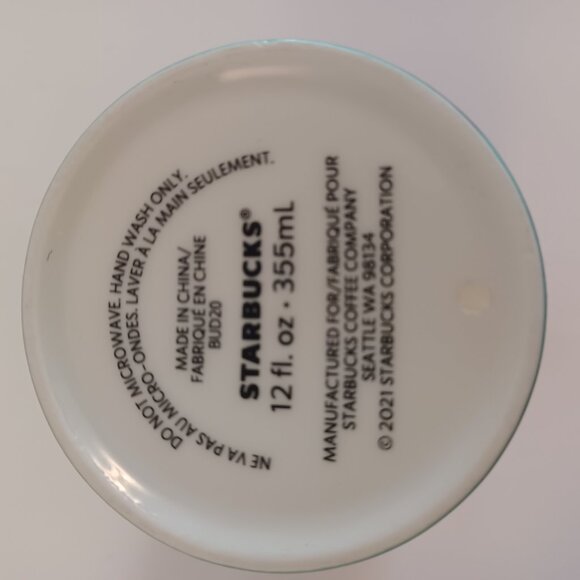 DO NOT MICROWAVE. HAND WASH ONLY.
NE VA PAS AU MICRO-ONDES. LAVER À LA MAIN SEULEMENT.
MADE IN CHINA/
FABRIQUÉ EN CHINE
BUD20
STARBUCKS®
12 fl. oz · 355mL
MANUFACTURED FOR/FABRIQUÉ POUR
STARBUCKS COFFEE COMPANY
SEATTLE WA 98134
© 2021 STARBUCKS CORPORATION